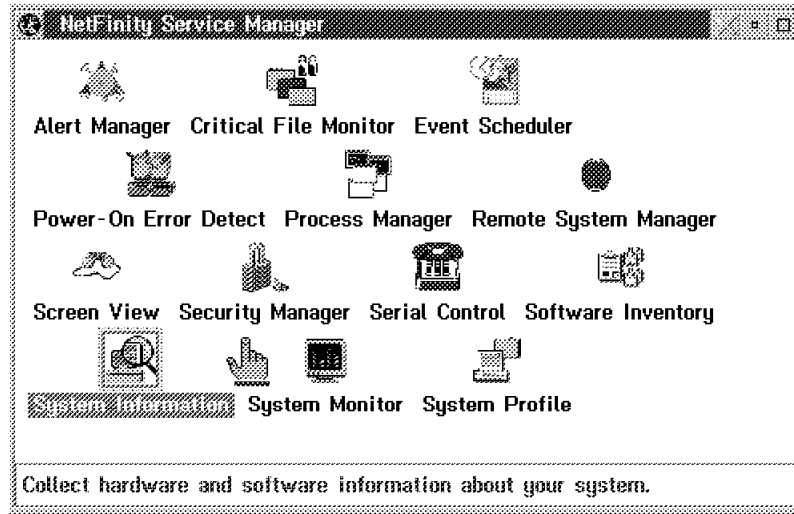 NetFinity Service Manager
Alert Manager Critical File Monitor Event Scheduler
Power-On Error Detect Process Manager Remote System Manager
Screen View Security Manager Serial Control Software Inventory
System Information System Monitor System Profile
Collect hardware and software information about your system.